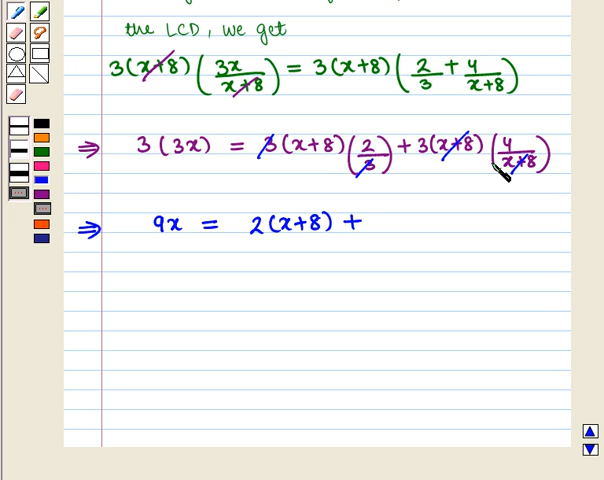 the LCD, we get
3(x+8) (3x/(x+8)) = 3(x+8) (2/3 + 4/(x+8))
⇒ 3(3x) = 3(x+8) (2/3) + 3(x+8) (4/(x+8))
⇒ 9x = 2(x+8) +